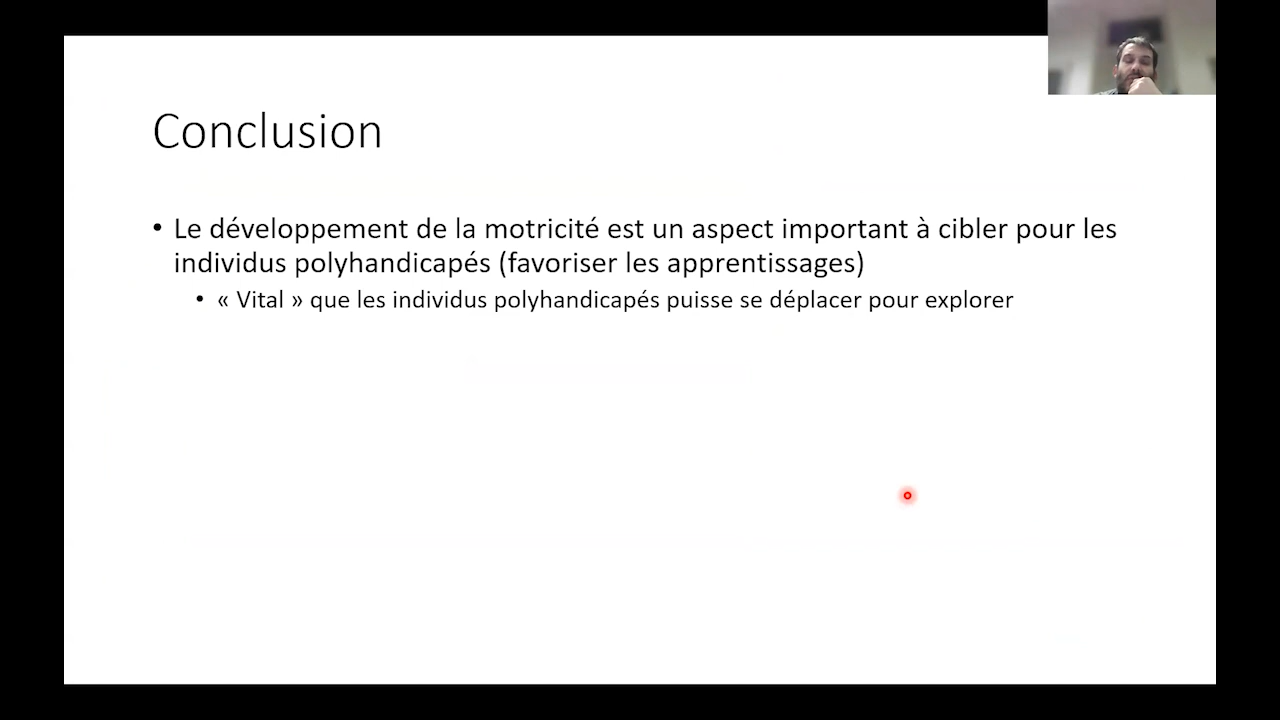 Conclusion
• Le développement de la motricité est un aspect important à cibler pour les
individus polyhandicapés (favoriser les apprentissages)
• « Vital » que les individus polyhandicapés puisse se déplacer pour explorer